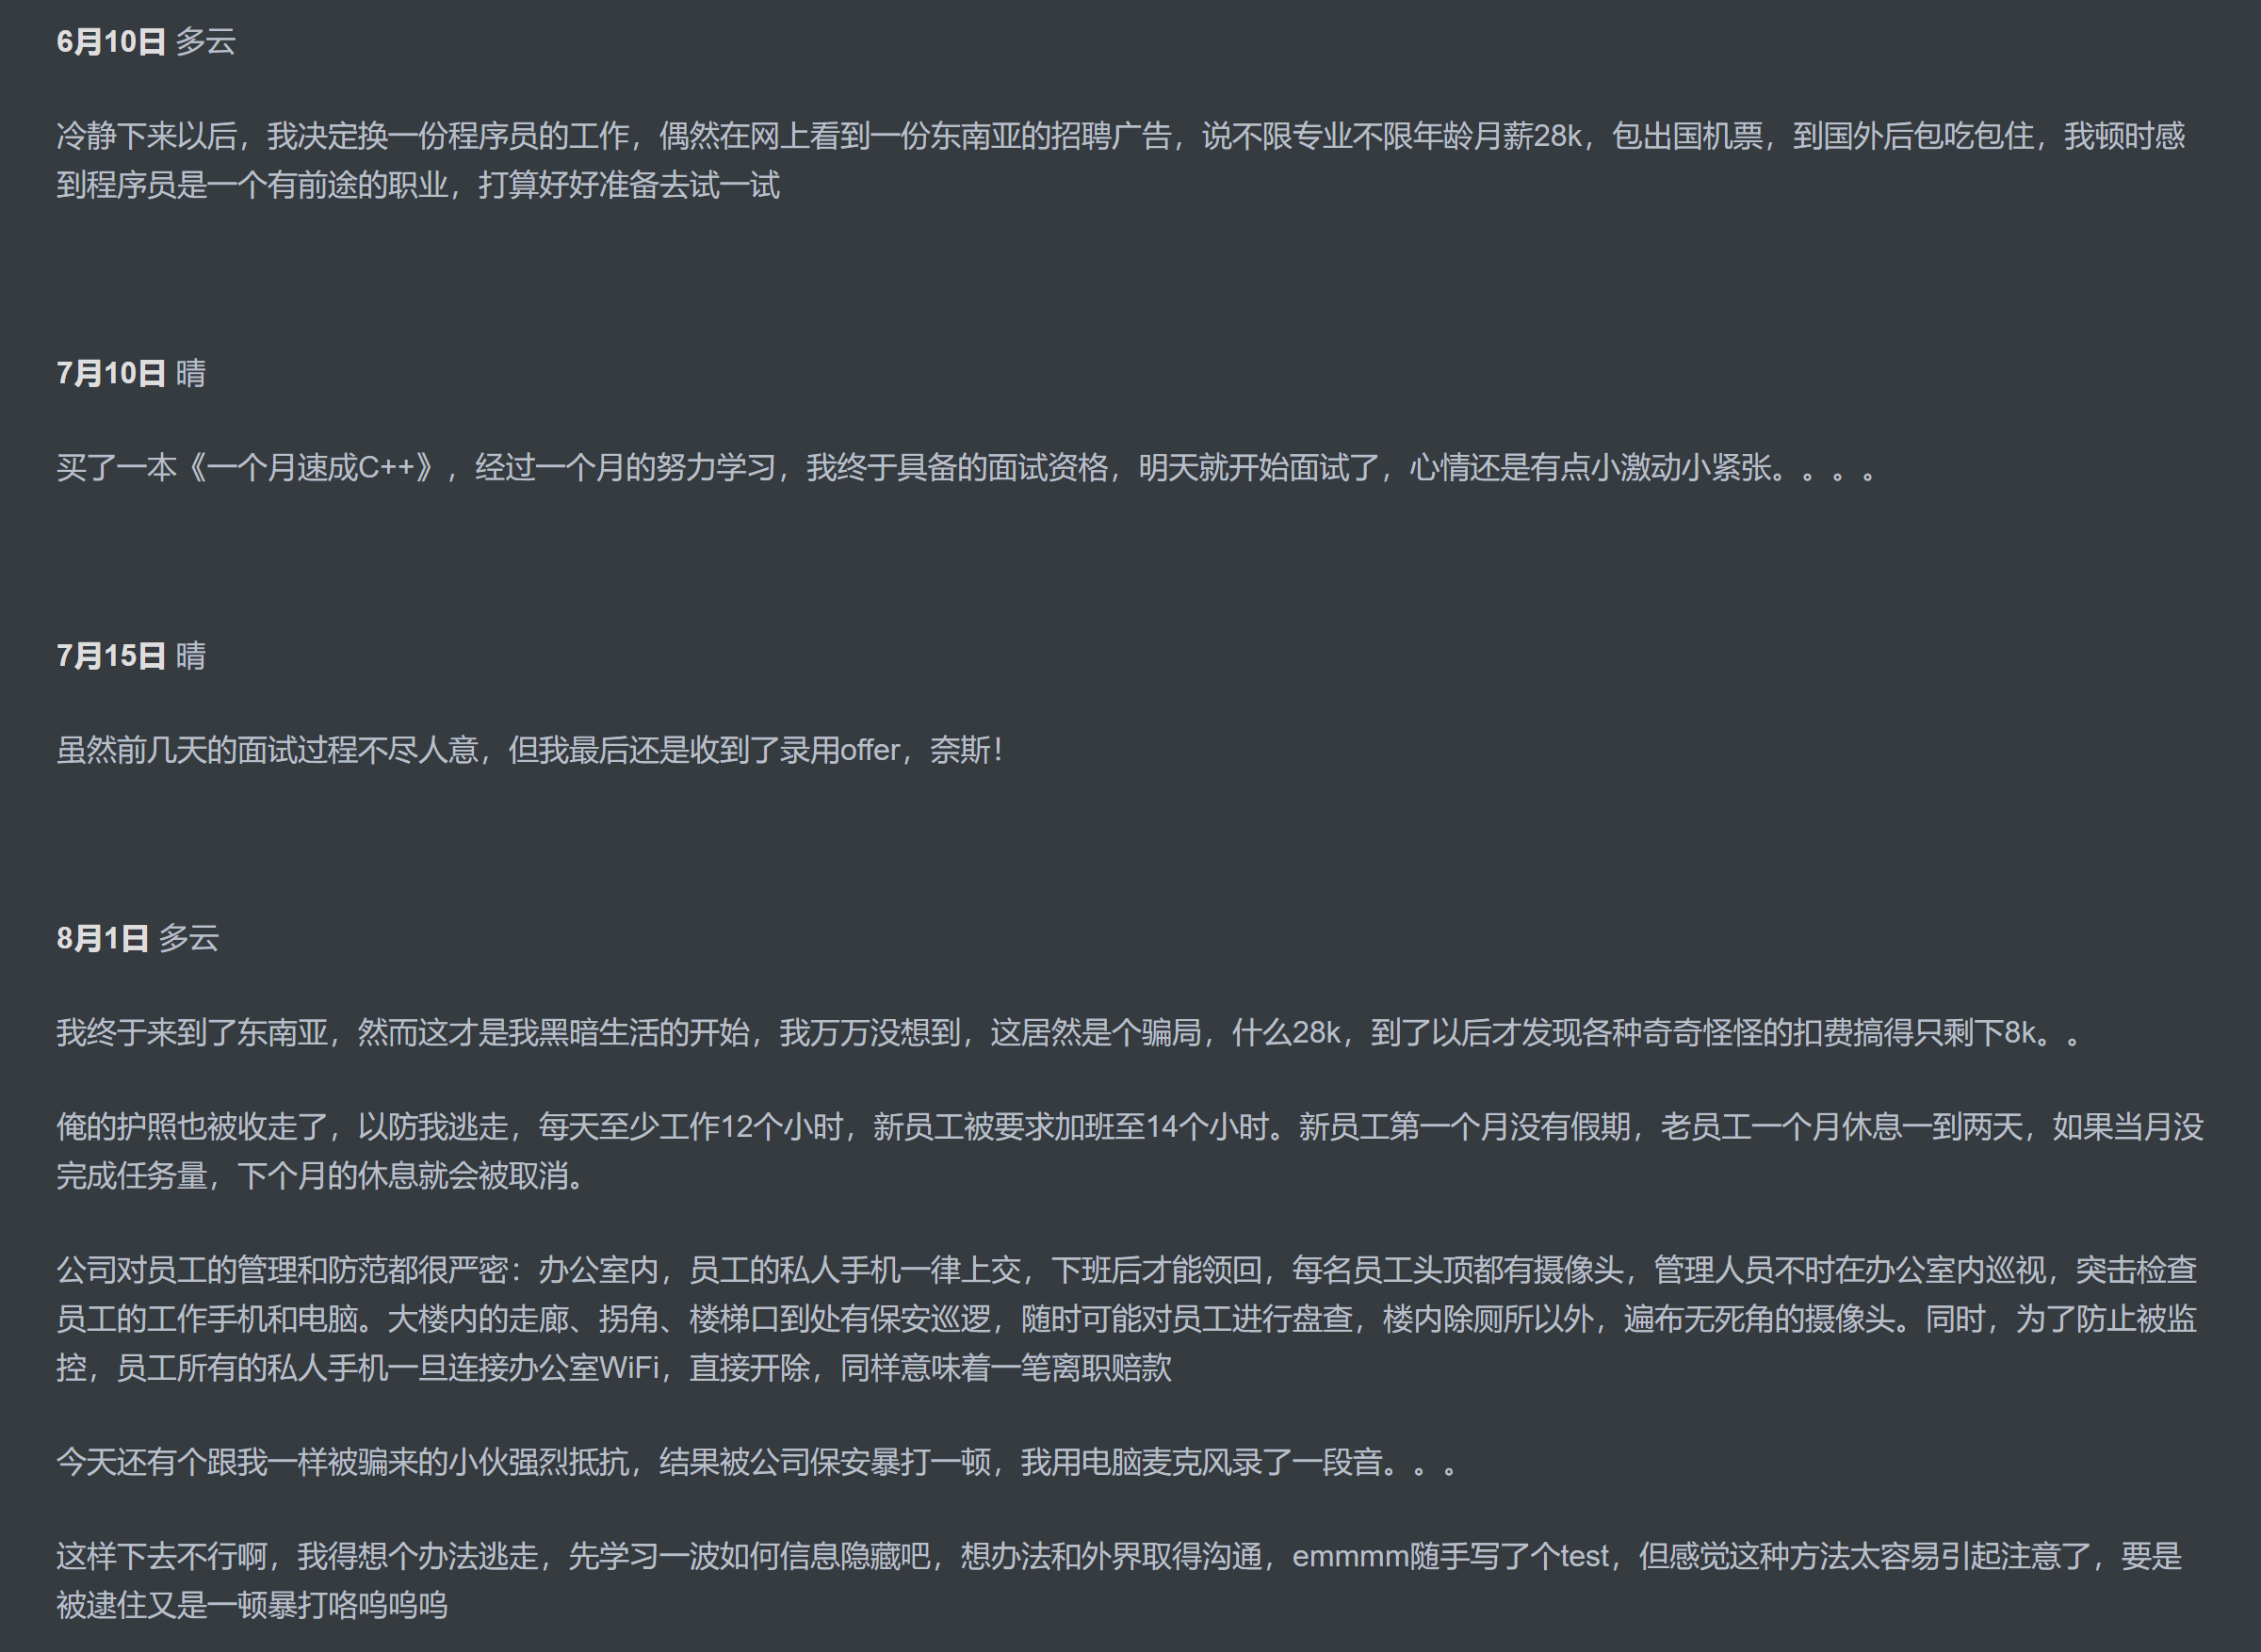 6月10日 多云
冷静下来以后，我决定换一份程序员的工作，偶然在网上看到一份东南亚的招聘广告，说不限专业不限年龄月薪28k，包出国机票，到国外后包吃包住，我顿时感
到程序员是一个有前途的职业，打算好好准备去试一试
7月10日 晴
买了一本《一个月速成C++》，经过一个月的努力学习，我终于具备的面试资格，明天就开始面试了，心情还是有点小激动小紧张。。。。
7月15日 晴
虽然前几天的面试过程不尽人意，但我最后还是收到了录用offer，奈斯！
8月1日 多云
我终于来到了东南亚，然而这才是我黑暗生活的开始，我万万没想到，这居然是个骗局，什么28k，到了以后才发现各种奇奇怪怪的扣费搞得只剩下8k。。
俺的护照也被收走了，以防我逃走，每天至少工作12个小时，新员工被要求加班至14个小时。新员工第一个月没有假期，老员工一个月休息一到两天，如果当月没
完成任务量，下个月的休息就会被取消。
公司对员工的管理和防范都很严密：办公室内，员工的私人手机一律上交，下班后才能领回，每名员工头顶都有摄像头，管理人员不时在办公室内巡视，突击检查
员工的工作手机和电脑。大楼内的走廊、拐角、楼梯口到处有保安巡逻，随时可能对员工进行盘查，楼内除厕所以外，遍布无死角的摄像头。同时，为了防止被监
控，员工所有的私人手机一旦连接办公室WiFi，直接开除，同样意味着一笔离职赔款
今天还有个跟我一样被骗来的小伙强烈抵抗，结果被公司保安暴打一顿，我用电脑麦克风录了一段音。。。
这样下去不行啊，我得想个办法逃走，先学习一波如何信息隐藏吧，想办法和外界取得沟通，emmmm随手写了个test，但感觉这种方法太容易引起注意了，要是
被逮住又是一顿暴打咯呜呜呜